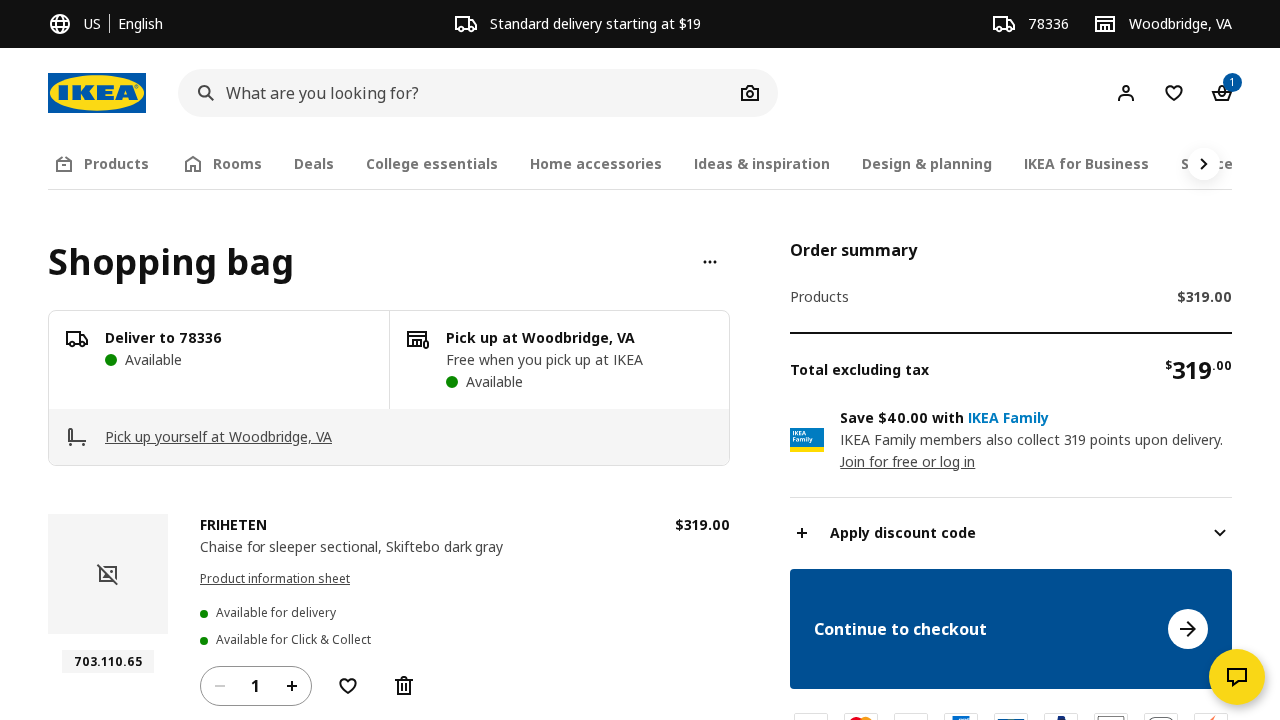 US English
Standard delivery starting at $19
78336
Woodbridge, VA
IKEA
What are you looking for?
1
Products
Rooms
Deals
College essentials
Home accessories
Ideas & inspiration
Design & planning
IKEA for Business
Shopping bag
Deliver to 78336
Available
Pick up at Woodbridge, VA
Free when you pick up at IKEA
Available
Pick up yourself at Woodbridge, VA
703.110.65
FRIHETEN
$319.00
Chaise for sleeper sectional, Skiftebo dark gray
Product information sheet
Available for delivery
Available for Click & Collect
1
Order summary
Products
$319.00
Total excluding tax
$319.00
IKEA
Family
Save $40.00 with IKEA Family
IKEA Family members also collect 319 points upon delivery.
Join for free or log in
Apply discount code
Continue to checkout